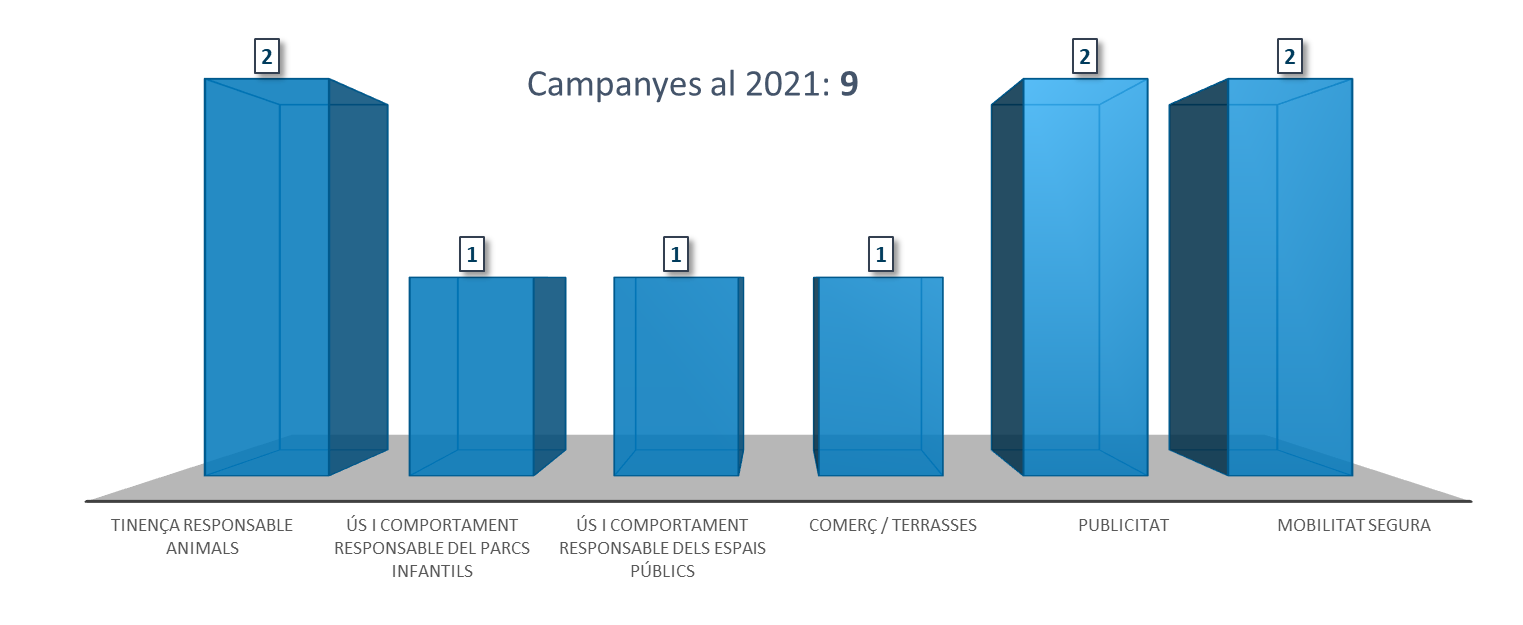 2
2
2
Campanyes al 2021: 9
1
1
1
TINENÇA RESPONSABLE
ANIMALS
ÚS I COMPORTAMENT
RESPONSABLE DEL PARCS
INFANTILS
ÚS I COMPORTAMENT
RESPONSABLE DELS ESPAIS
PÚBLICS
COMERÇ / TERRASSES
PUBLICITAT
MOBILITAT SEGURA